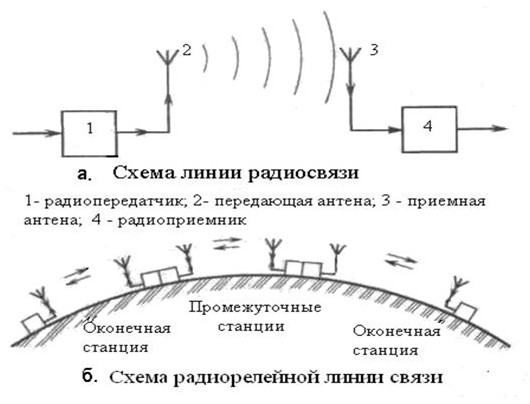 2
3
1
4
а. Схема линии радиосвязи
1- радиопередатчик; 2- передающая антена; 3 - приемная
антена; 4 - радиоприемник
Промежуточные
станции
Оконечная
станция
Оконечная
станция
б. Схема радиорелейной линии связи